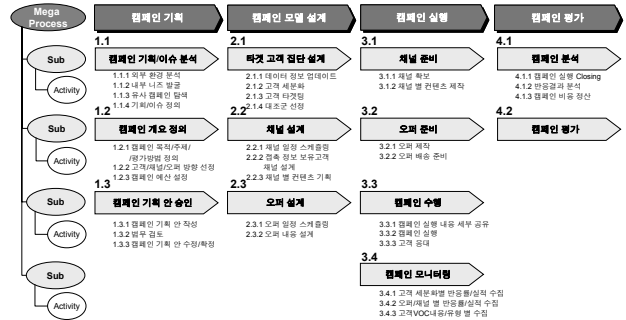 Mega
Process
캠페인 기획
캠페인 모델 설계
캠페인 실행
캠페인 평가
Sub
Activity
1.1
캠페인 기획/이슈 분석
1.1.1 외부 환경 분석
1.1.2 내부 니즈 발굴
1.1.3 유사 캠페인 탐색
1.1.4 기회/이슈 정의
2.1
타겟 고객 집단 설계
2.1.1 데이터 정보 업데이트
2.1.2 고객 세분화
2.1.3 고객 타겟팅
2.1.4 대조군 선정
3.1
채널 준비
3.1.1 채널 확보
3.1.2 채널 별 컨텐츠 제작
4.1
캠페인 분석
4.1.1 캠페인 실행 Closing
4.1.2 반응결과 분석
4.1.3 캠페인 비용 정산
Sub
Activity
1.2
캠페인 개요 정의
1.2.1 캠페인 목적/주제/
/평가방법 정의
1.2.2 고객/채널/오퍼 방향 선정
1.2.3 캠페인 예산 설정
2.2
채널 설계
2.2.1 채널 일정 스케쥴링
2.2.2 접촉 정보 보유고객
채널 설계
2.2.3 채널 별 컨텐츠 기획
3.2
오퍼 준비
3.2.1 오퍼 제작
3.2.2 오퍼 배송 준비
4.2
캠페인 평가
Sub
Activity
1.3
캠페인 기획 안 승인
1.3.1 캠페인 기획 안 작성
1.3.2 법무 검토
1.3.3 캠페인 기획 안 수정/확정
2.3
오퍼 설계
2.3.1 오퍼 일정 스케쥴링
2.3.2 오퍼 내용 설계
3.3
캠페인 수행
3.3.1 캠페인 실행 내용 세부 공유
3.3.2 캠페인 실행
3.3.3 고객 응대
Sub
Activity
3.4
캠페인 모니터링
3.4.1 고객 세분화별 반응률/실적 수집
3.4.2 오퍼/채널 별 반응률/실적 수집
3.4.3 고객VOC내용/유형 별 수집